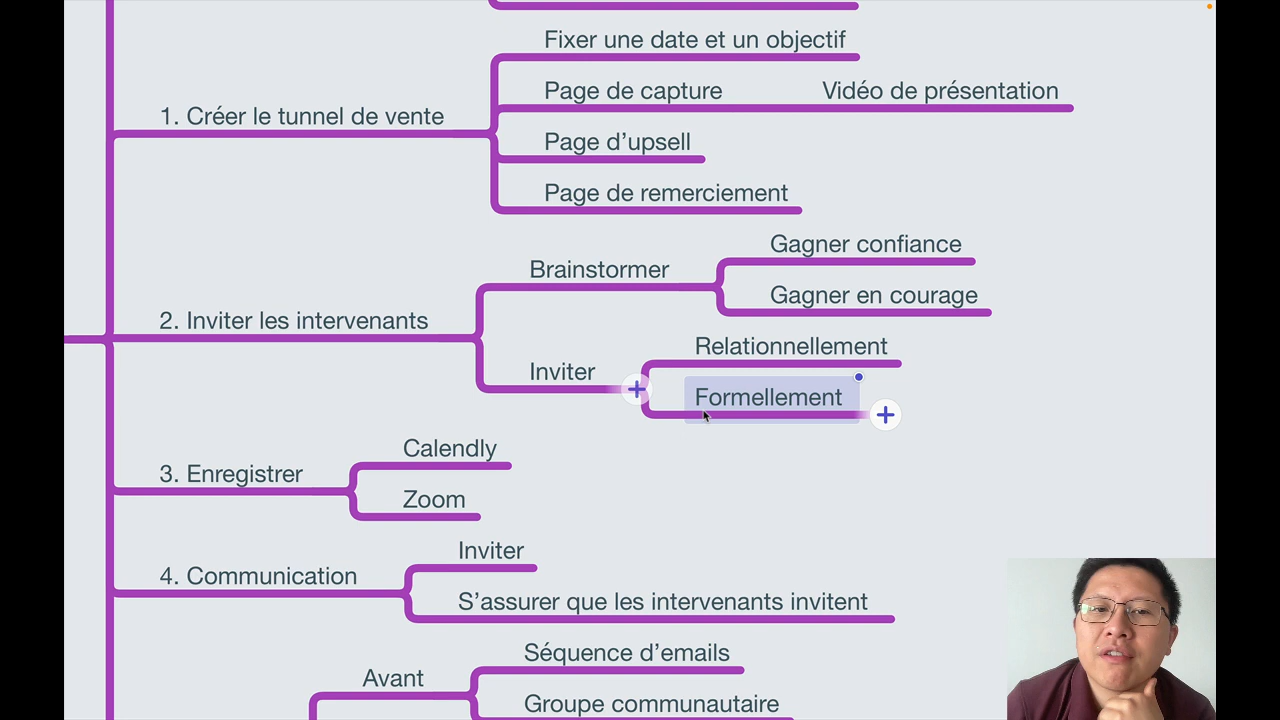 Fixer une date et un objectif
1. Créer le tunnel de vente
Page de capture
Vidéo de présentation
Page d’upsell
Page de remerciement
2. Inviter les intervenants
Brainstormer
Gagner confiance
Gagner en courage
Inviter
Relationnellement
Formellement
3. Enregistrer
Calendly
Zoom
4. Communication
Inviter
S’assurer que les intervenants invitent
Avant
Séquence d’emails
Groupe communautaire